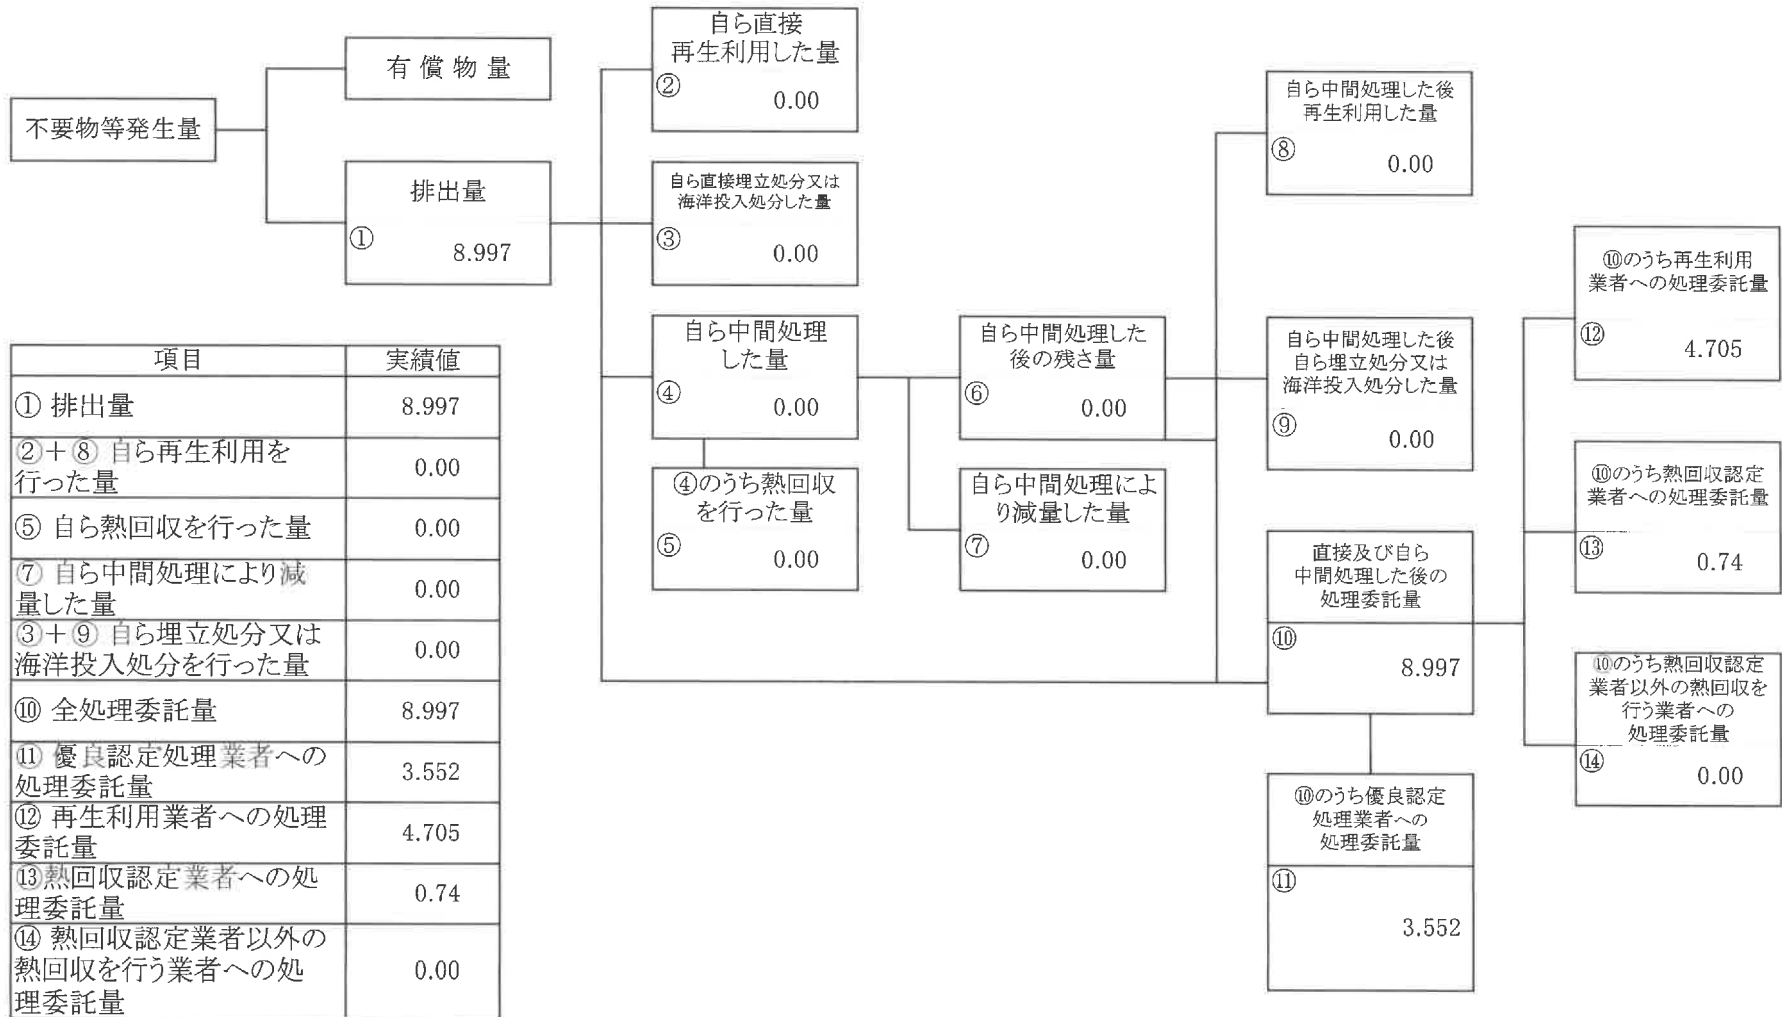 不要物等発生量
有償物量
排出量
①
8.997
自ら直接
再生利用した量
②
0.00
自ら直接埋立処分又は
海洋投入処分した量
③
0.00
自ら中間処理
した量
④
0.00
④のうち熱回収
を行った量
⑤
0.00
自ら中間処理した
後の残さ量
⑥
0.00
自ら中間処理によ
り減量した量
⑦
0.00
自ら中間処理した後
再生利用した量
⑧
0.00
自ら中間処理した後
自ら埋立処分又は
海洋投入処分した量
⑨
0.00
直接及び自ら
中間処理した後の
処理委託量
⑩
8.997
⑩のうち優良認定
処理業者への
処理委託量
⑪
3.552
⑩のうち再生利用
業者への処理委託量
⑫
4.705
⑩のうち熱回収認定
業者への処理委託量
⑬
0.74
⑩のうち熱回収認定
業者以外の熱回収を
行う業者への
処理委託量
⑭
0.00
項目 実績値
① 排出量 8.997
②+⑧ 自ら再生利用を
行った量 0.00
⑤ 自ら熱回収を行った量 0.00
⑦ 自ら中間処理により減
量した量 0.00
③+⑨ 自ら埋立処分又は
海洋投入処分を行った量 0.00
⑩ 全処理委託量 8.997
⑪ 優良認定処理業者への
処理委託量 3.552
⑫ 再生利用業者への処理
委託量 4.705
⑬熱回収認定業者への処
理委託量 0.74
⑭ 熱回収認定業者以外の
熱回収を行う業者への処
理委託量 0.00